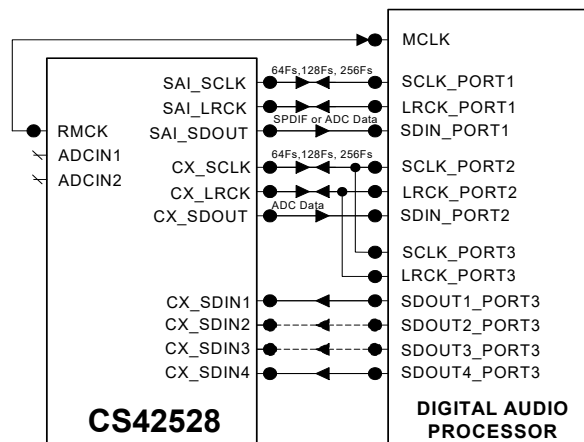 MCLK
64Fs,128Fs, 256Fs
SAI_SCLK
SCLK_PORT1
SAI_LRCK
LRCK_PORT1
SPDIF or ADC Data
RMCK
SAI_SDOUT
SDIN_PORT1
ADCIN1
64Fs,128Fs, 256Fs
CX_SCLK
SCLK_PORT2
ADCIN2
CX_LRCK
LRCK_PORT2
ADC Data
CX_SDOUT
SDIN_PORT2
SCLK_PORT3
LRCK_PORT3
CX_SDIN1
SDOUT1_PORT3
CX_SDIN2
SDOUT2_PORT3
CX_SDIN3
SDOUT3_PORT3
CX_SDIN4
SDOUT4_PORT3
CS42528
DIGITAL AUDIO
PROCESSOR